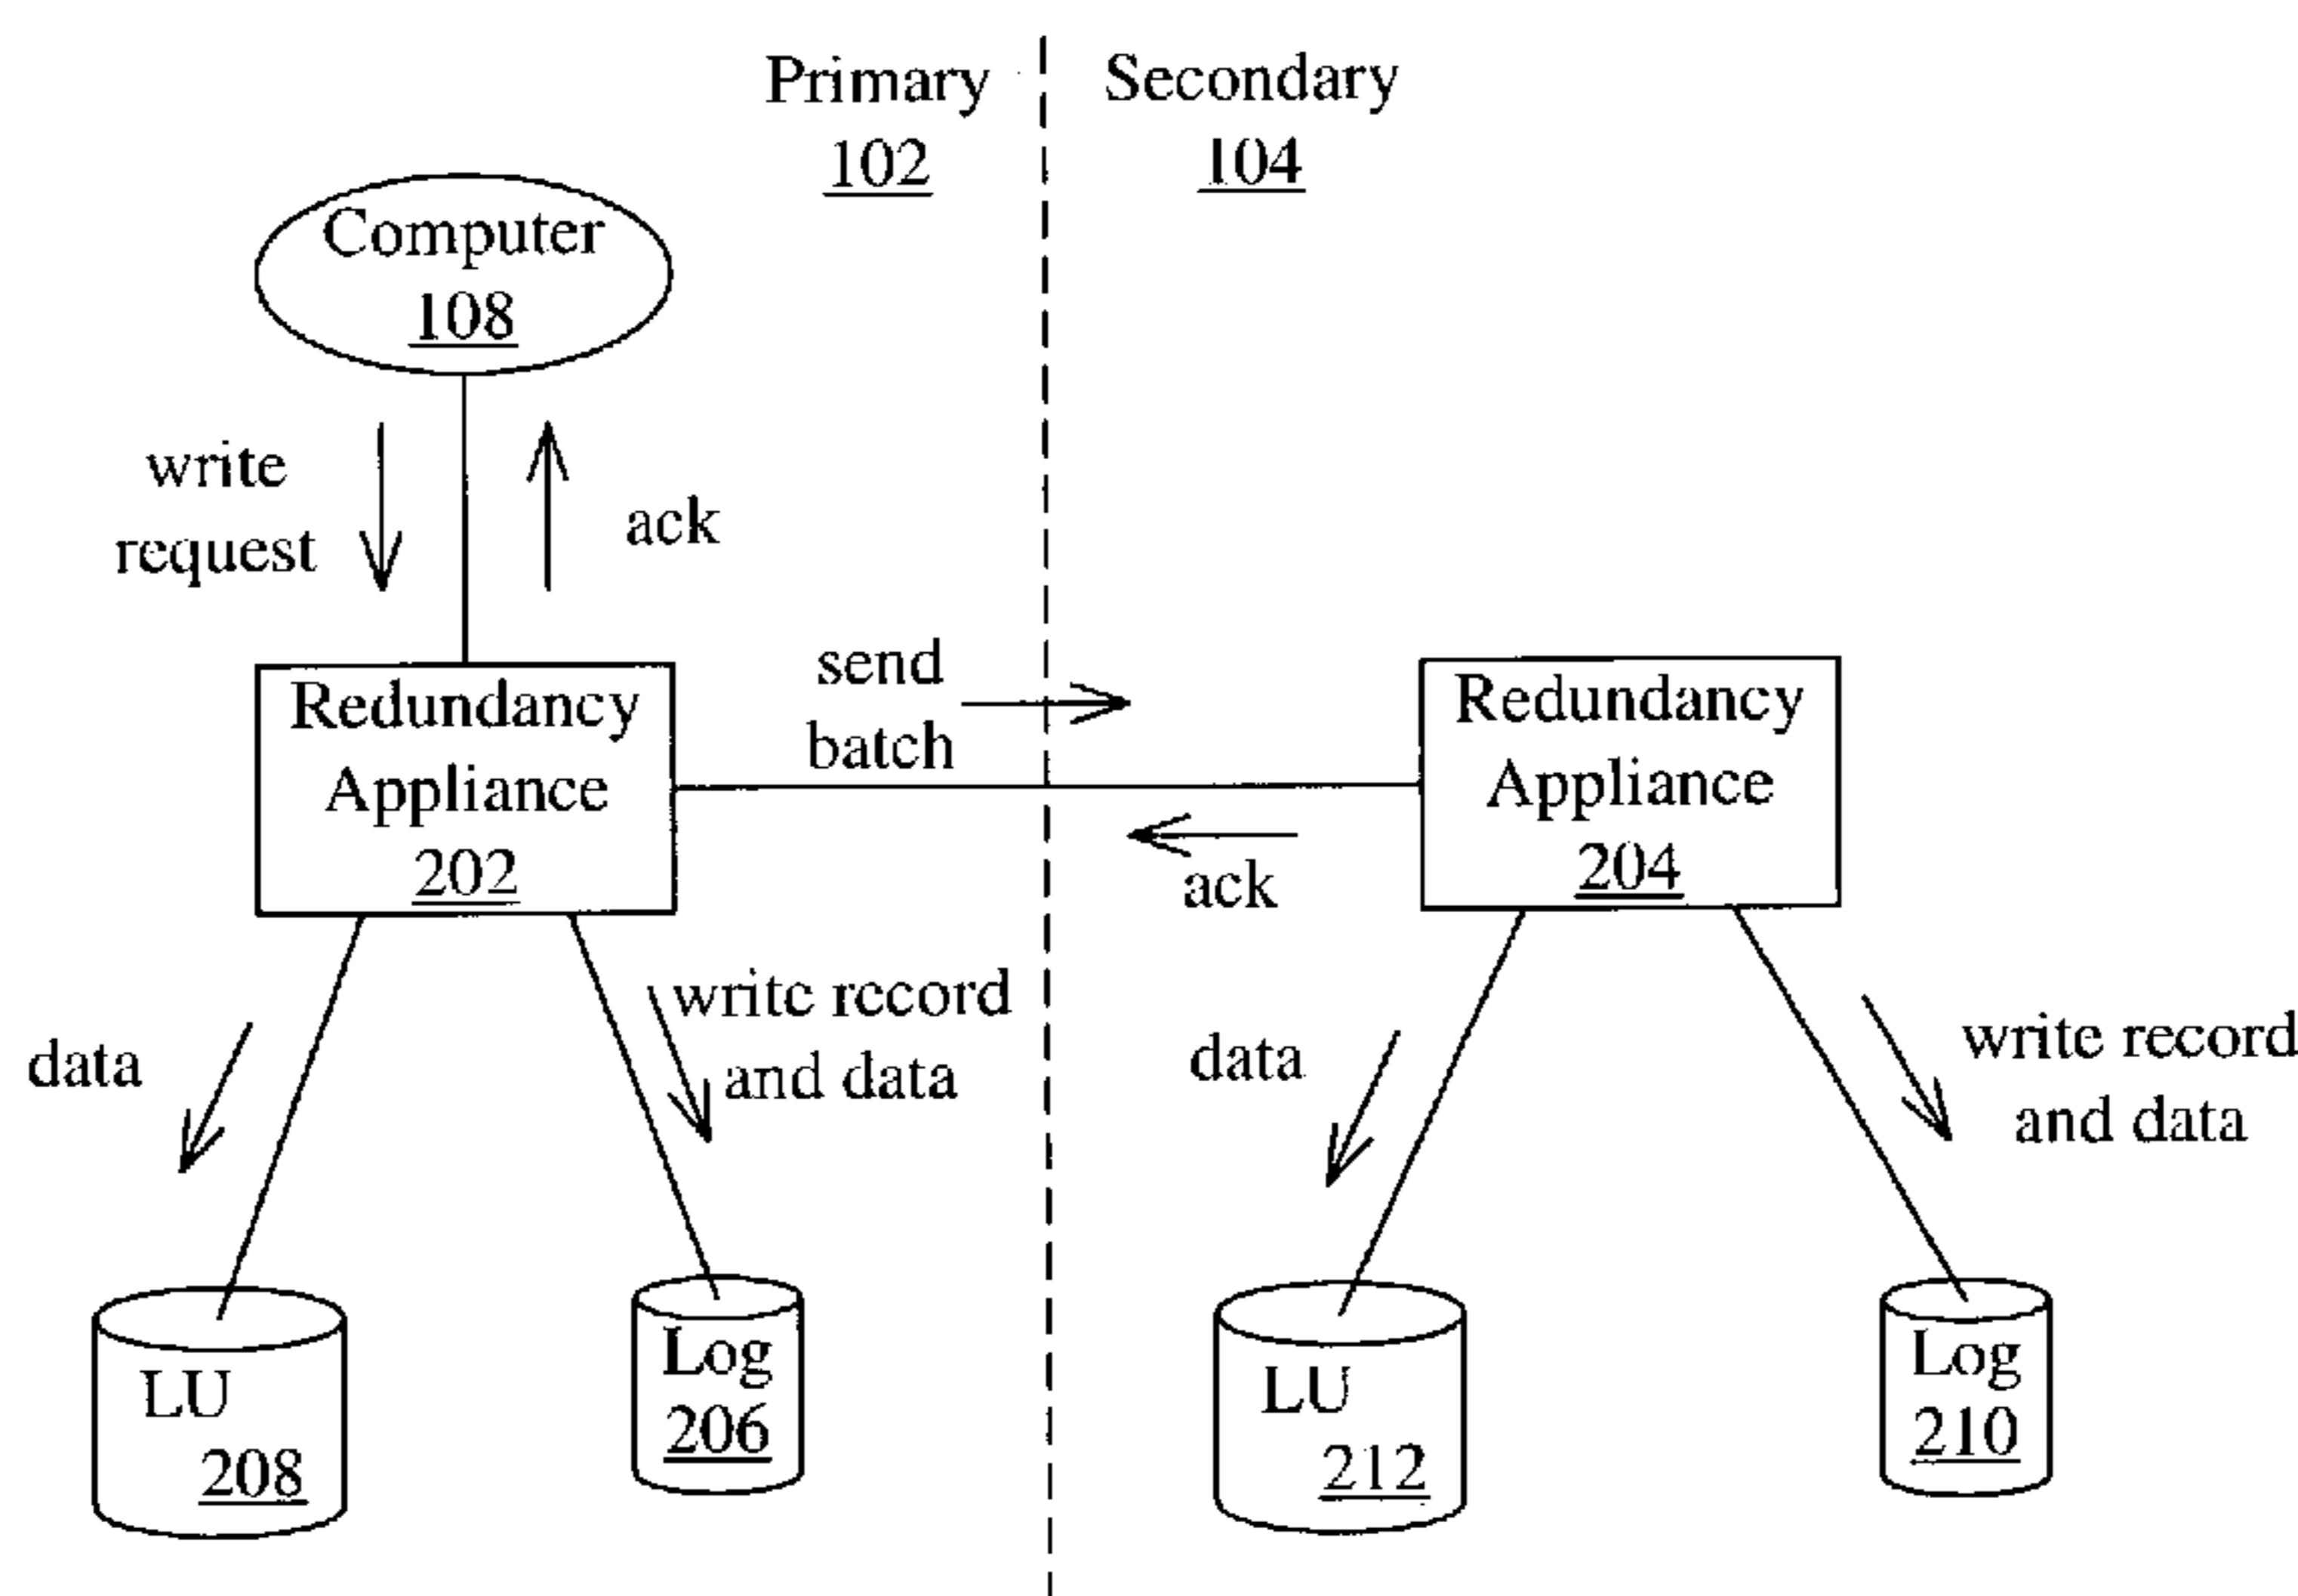 Primary
102
Secondary
104
Computer
108
write
request
ack
send
batch
ack
Redundancy
Appliance
202
Redundancy
Appliance
204
data
write record
and data
data
write record
and data
LU
208
Log
206
LU
212
Log
210